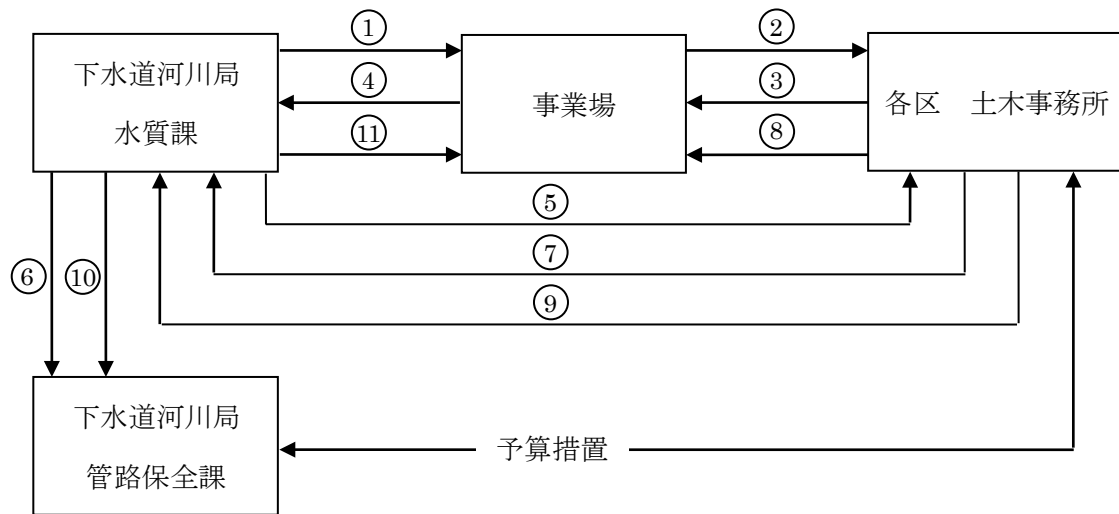 ① ②
下水道河川局
水質課
④
⑪
事業場
③
⑧
各区 土木事務所
⑤
⑦
⑨
⑥ ⑩
下水道河川局
管路保全課
予算措置